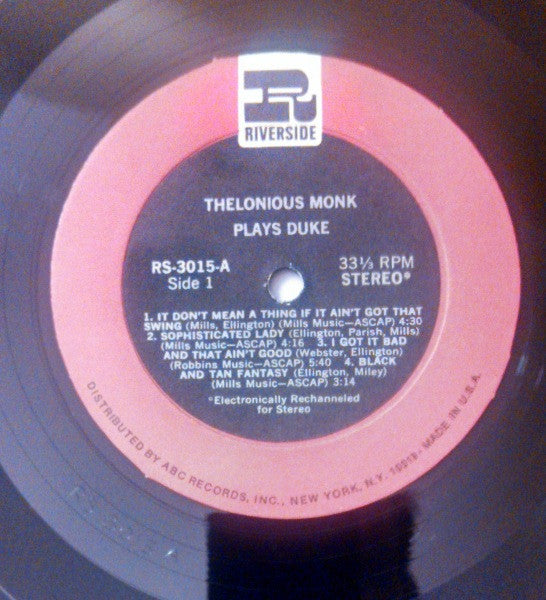 R
RIVERSIDE
THELONIOUS MONK
PLAYS DUKE
RS-3015-A
Side 1
33⅓ RPM
STEREO*
1. IT DON'T MEAN A THING IF IT AIN'T GOT THAT
SWING (Mills, Ellington) (Mills Music—ASCAP) 4:30
2. SOPHISTICATED LADY (Ellington, Parish, Mills)
(Mills Music—ASCAP) 4:16 3. I GOT IT BAD
AND THAT AIN'T GOOD (Webster, Ellington)
(Robbins Music—ASCAP) 5:40 4. BLACK
AND TAN FANTASY (Ellington, Miley)
(Mills Music—ASCAP) 3:14
*Electronically Rechanneled
for Stereo
DISTRIBUTED BY ABC RECORDS, INC., NEW YORK, N.Y. 10019 - MADE IN U.S.A.